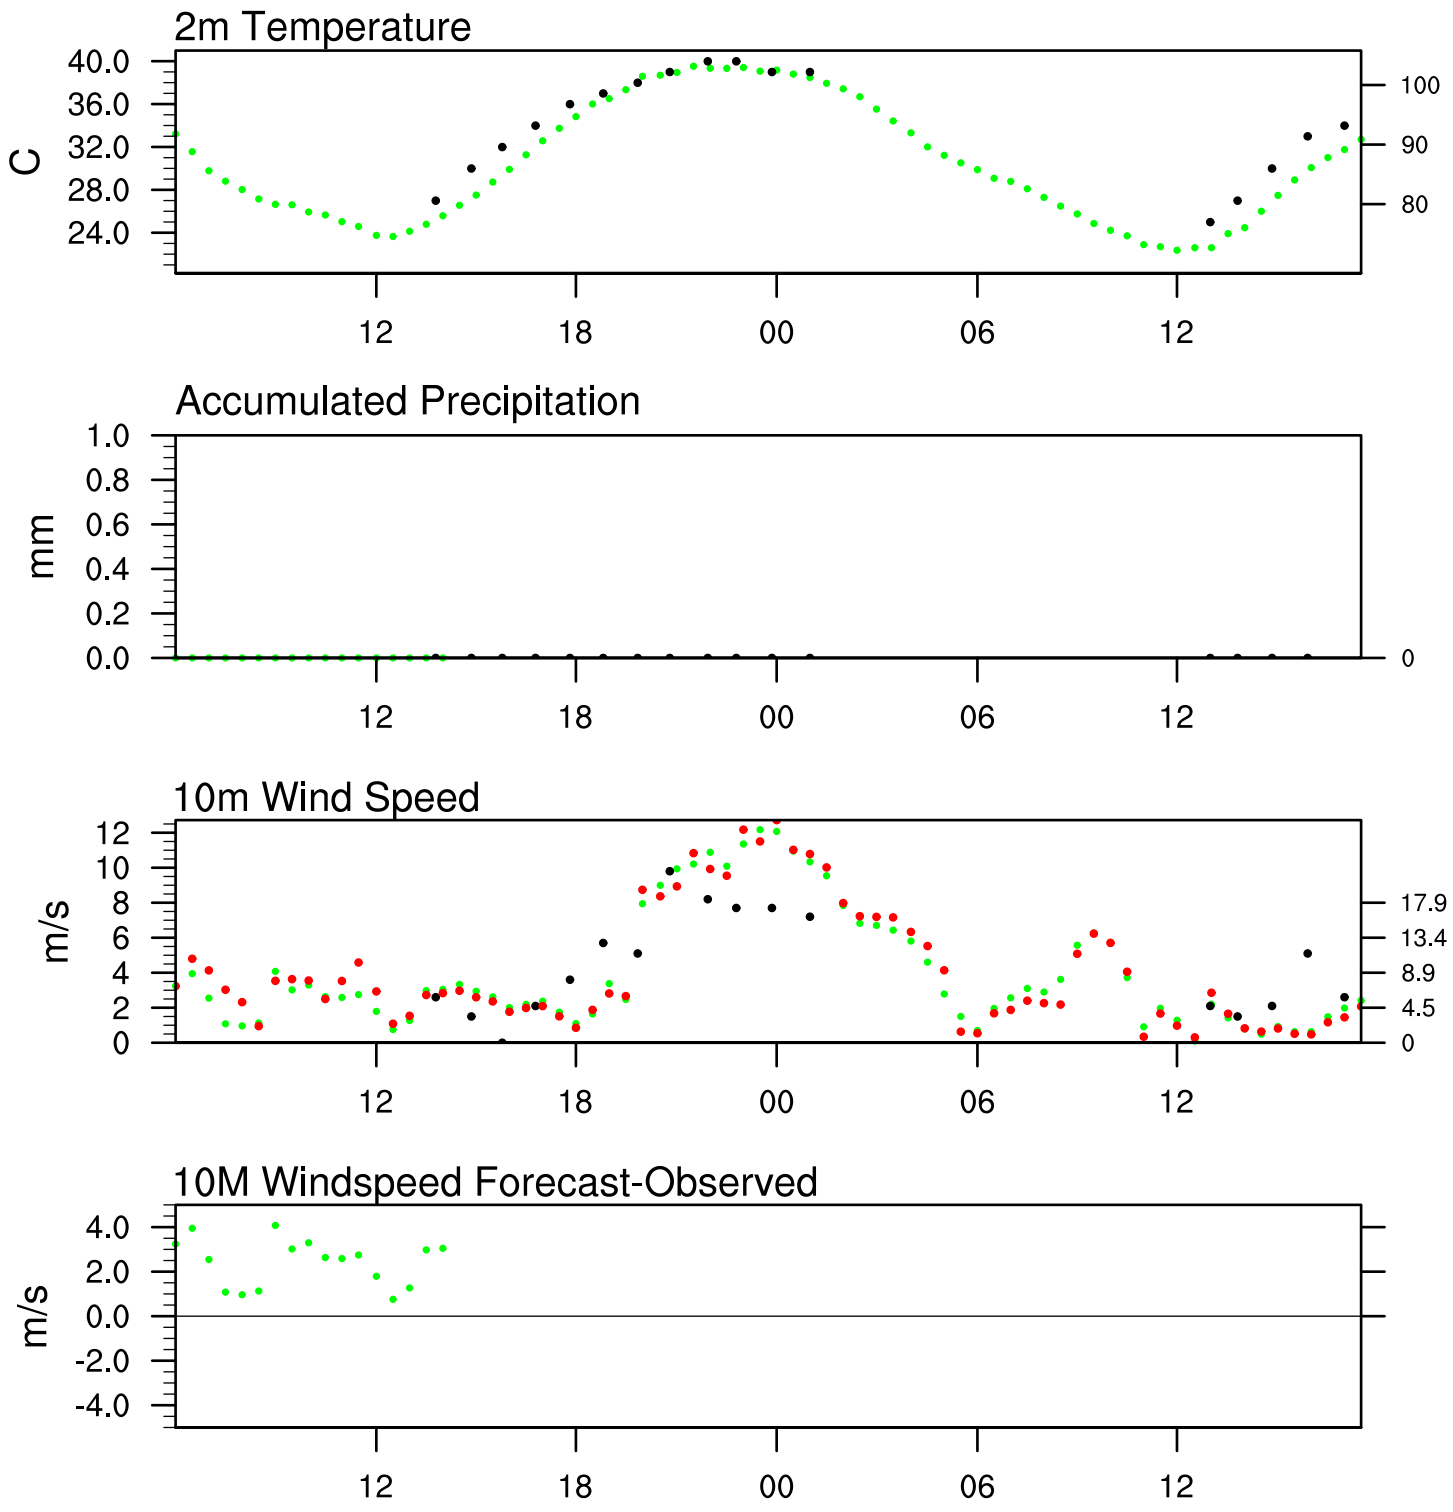 2m Temperature
40.0
36.0
32.0
28.0
24.0
C
100
90
80
12 18 00 06 12
Accumulated Precipitation
1.0
0.8
0.6
0.4
0.2
0.0
mm
0
12 18 00 06 12
10m Wind Speed
12
10
8
6
4
2
0
m/s
17.9
13.4
8.9
4.5
0
12 18 00 06 12
10M Windspeed Forecast-Observed
4.0
2.0
0.0
-2.0
-4.0
m/s
12 18 00 06 12